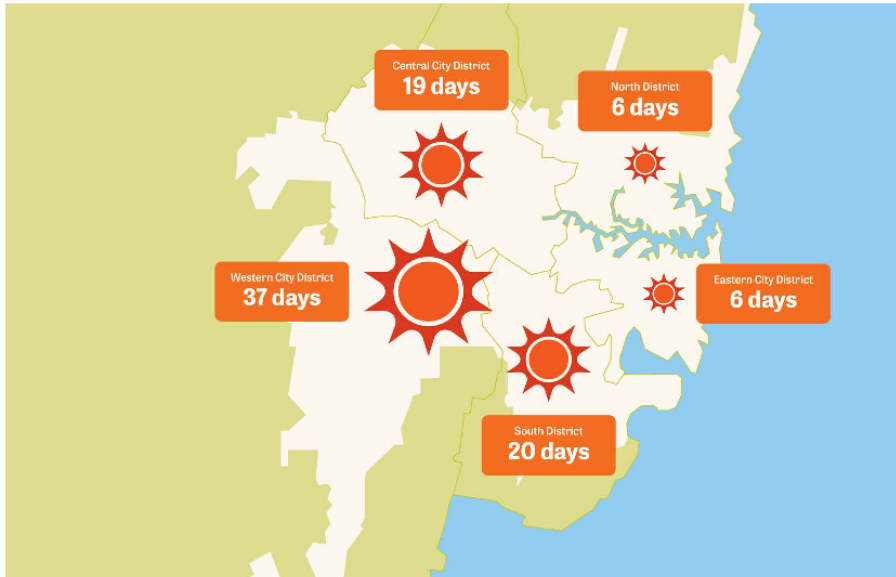 Central City District
19 days
North District
6 days
Western City District
37 days
Eastern City District
6 days
South District
20 days